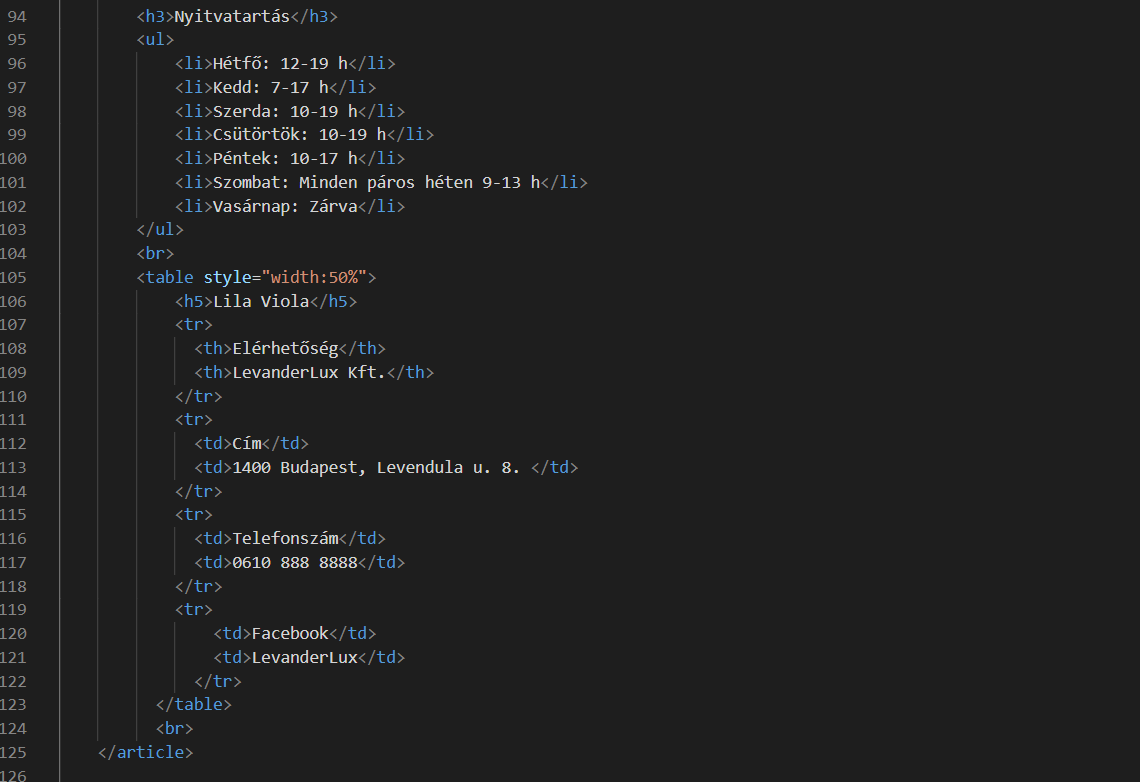 94 <h3>Nyitvatartás</h3>
95 <ul>
96 <li>Hétfő: 12-19 h</li>
97 <li>Kedd: 7-17 h</li>
98 <li>Szerda: 10-19 h</li>
99 <li>Csütörtök: 10-19 h</li>
100 <li>Péntek: 10-17 h</li>
101 <li>Szombat: Minden páros héten 9-13 h</li>
102 <li>Vasárnap: Zárva</li>
103 </ul>
104 <br>
105 <table style="width:50%">
106 <h5>Lila Viola</h5>
107 <tr>
108 <th>Elérhetőség</th>
109 <th>LevanderLux Kft.</th>
110 </tr>
111 <tr>
112 <td>Cím</td>
113 <td>1400 Budapest, Levendula u. 8. </td>
114 </tr>
115 <tr>
116 <td>Telefonszám</td>
117 <td>0610 888 8888</td>
118 </tr>
119 <tr>
120 <td>Facebook</td>
121 <td>LevanderLux</td>
122 </tr>
123 </table>
124 <br>
125 </article>
126